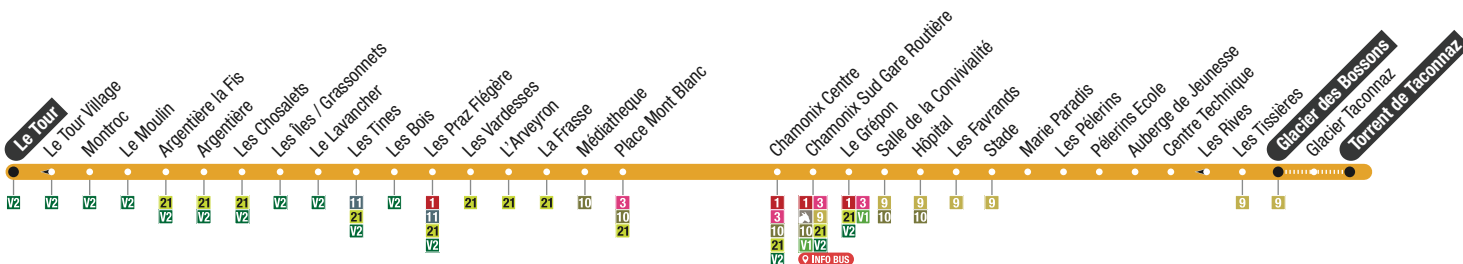 Le Tour
Le Tour Village
Montroc
Le Moulin
Argentière la Fis
Argentière
Les Chosalets
Les Îles / Grassonnets
Le Lavancher
Les Tines
Les Bois
Les Praz Flégère
Les Vardesses
L'Arveyron
La Frasse
Médiatheque
Place Mont Blanc
Chamonix Centre
Chamonix Sud Gare Routière
Le Grépon
Salle de la Convivialité
Hôpital
Les Favrands
Stade
Marie Paradis
Les Pélerins
Pélerins Ecole
Auberge de Jeunesse
Centre Technique
Les Rives
Les Tissières
Glacier des Bossons
Glacier Taconnaz
Torrent de Taconnaz
V2 V2 V2 V2 21 21 21 V2 V2 11 V2 1 21 21 21 10 3 1 1 3 1 3 9 9 9 9 9 9
V2 V2 V2 21 11 10 3 9 21 V1 10 10
V2 21 21 10 10 21 V2
V2 21 V1 V2
V2 INFO BUS